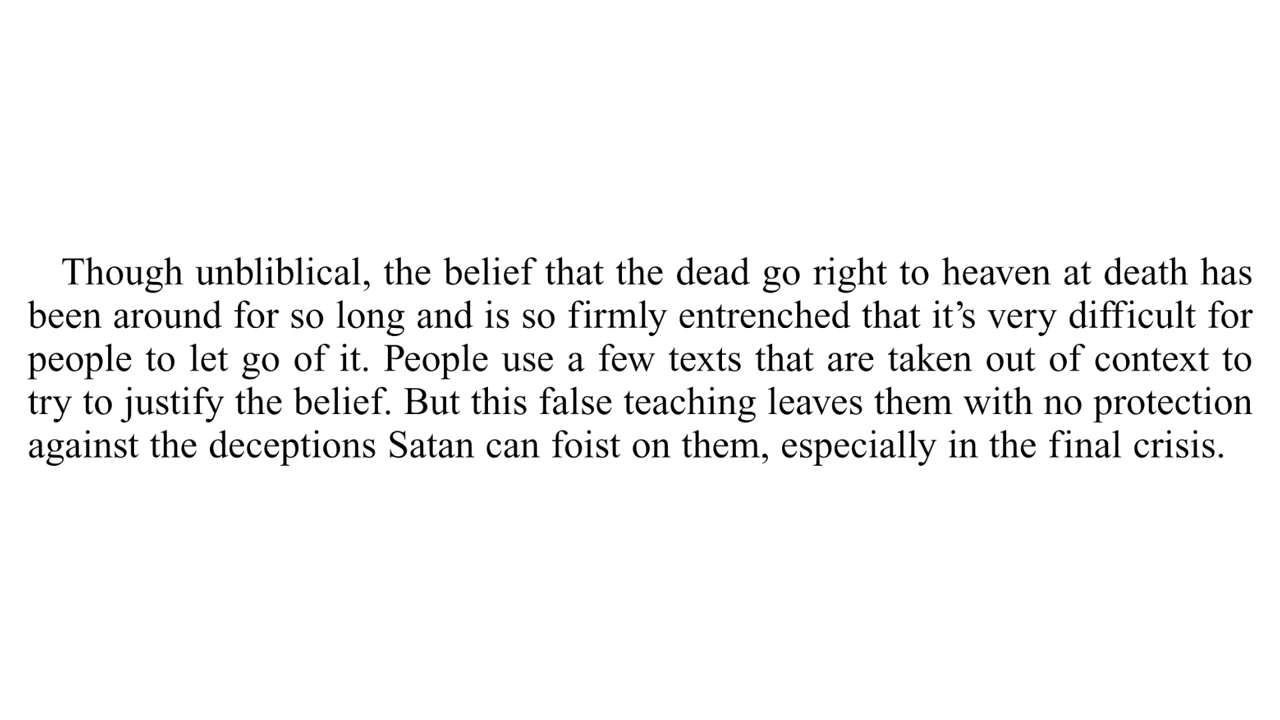 Though unbliblical, the belief that the dead go right to heaven at death has
been around for so long and is so firmly entrenched that it’s very difficult for
people to let go of it. People use a few texts that are taken out of context to
try to justify the belief. But this false teaching leaves them with no protection
against the deceptions Satan can foist on them, especially in the final crisis.